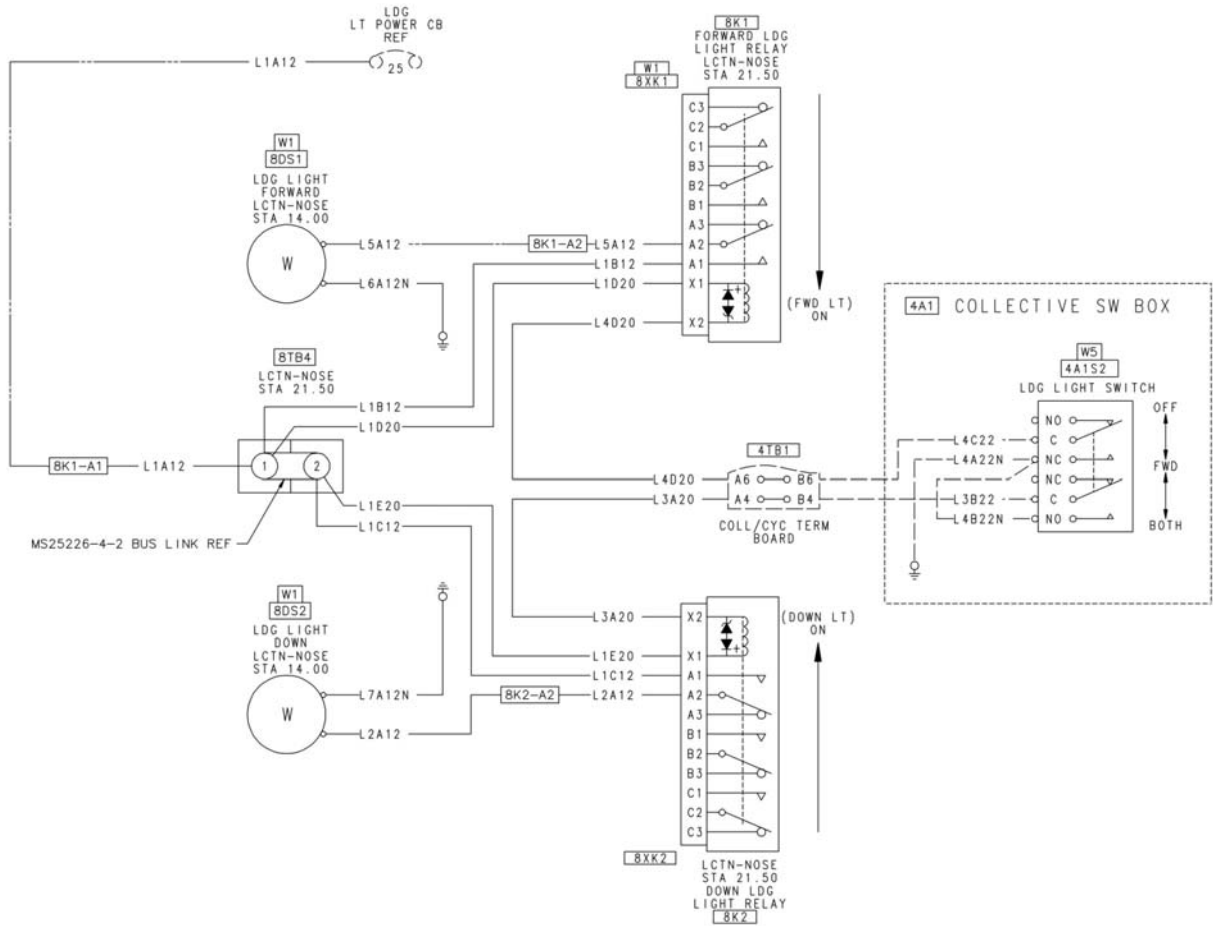 LDG
LT POWER CB
REF
L1A12
25
8K1
FORWARD LDG
LIGHT RELAY
LCTN-NOSE
STA 21.50
W1
8XK1
C3
C2
C1
B3
B2
B1
A3
A2
A1
X1
X2
+
(FWD LT)
ON
W1
8DS1
LDG LIGHT
FORWARD
LCTN-NOSE
STA 14.00
W
L5A12
8K1-A2
L5A12
L6A12N
L1B12
L1D20
L4D20
8TB4
LCTN-NOSE
STA 21.50
L1B12
L1D20
8K1-A1
L1A12
1
2
L1E20
L1C12
MS25226-4-2 BUS LINK REF
4A1
COLLECTIVE SW BOX
W5
4A1S2
LDG LIGHT SWITCH
OFF
FWD
BOTH
NO
C
NC
NC
C
NO
L4C22
L4A22N
L3B22
L4B22N
4TB1
L4D20
A6
B6
L3A20
A4
B4
COLL/CYC TERM
BOARD
W1
8DS2
LDG LIGHT
DOWN
LCTN-NOSE
STA 14.00
W
L7A12N
L2A12
8K2-A2
L3A20
L1E20
L1C12
L2A12
X2
X1
A1
A2
A3
B1
B2
B3
C1
C2
C3
+
(DOWN LT)
ON
8XK2
LCTN-NOSE
STA 21.50
DOWN LDG
LIGHT RELAY
8K2